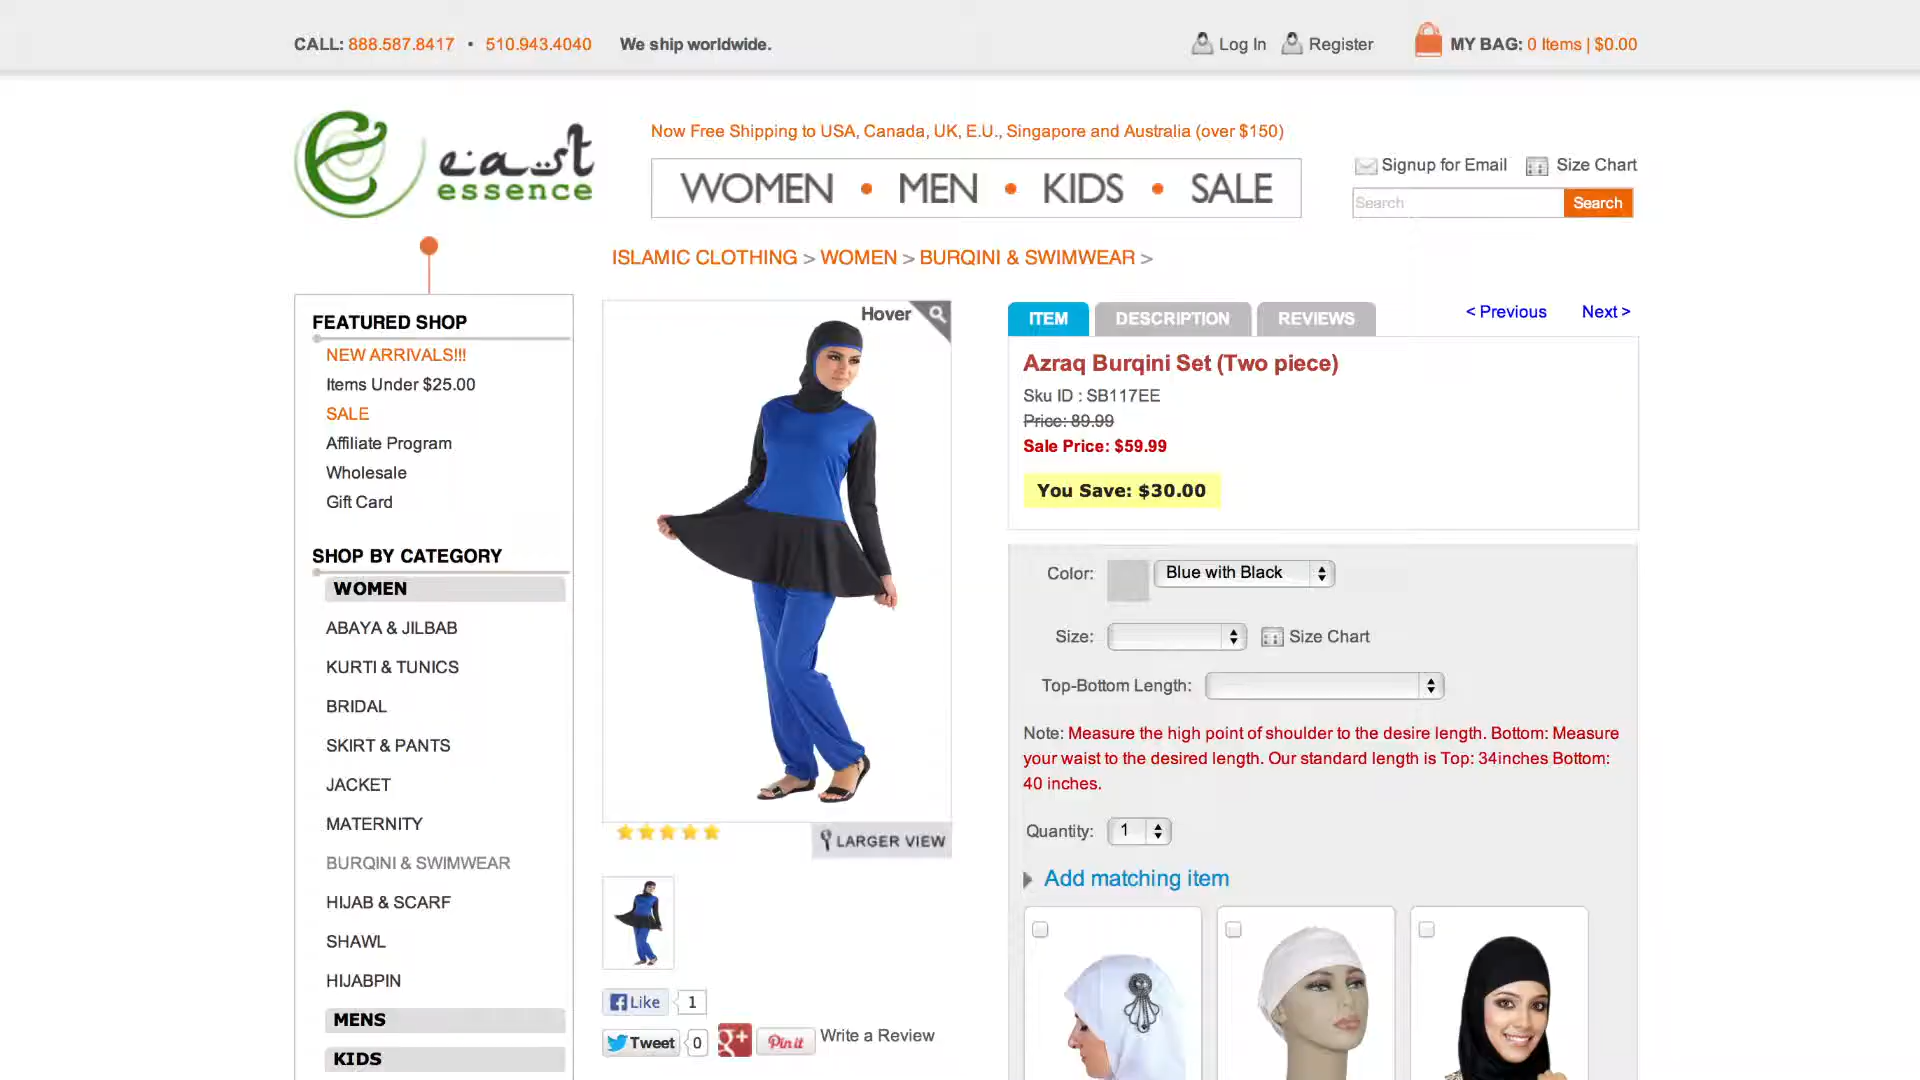 CALL: 888.587.8417 • 510.943.4040 We ship worldwide.
Log In Register MY BAG: 0 Items | $0.00
east
essence
Now Free Shipping to USA, Canada, UK, E.U., Singapore and Australia (over $150)
WOMEN • MEN • KIDS • SALE
Signup for Email Size Chart
Search Search
ISLAMIC CLOTHING > WOMEN > BURQINI & SWIMWEAR >
FEATURED SHOP
NEW ARRIVALS!!!
Items Under $25.00
SALE
Affiliate Program
Wholesale
Gift Card
SHOP BY CATEGORY
WOMEN
ABAYA & JILBAB
KURTI & TUNICS
BRIDAL
SKIRT & PANTS
JACKET
MATERNITY
BURQINI & SWIMWEAR
HIJAB & SCARF
SHAWL
HIJABPIN
MENS
KIDS
Hover
LARGER VIEW
Like 1
Tweet 0 g+ Pin it Write a Review
ITEM DESCRIPTION REVIEWS < Previous Next >
Azraq Burqini Set (Two piece)
Sku ID : SB117EE
Price: 89.99
Sale Price: $59.99
You Save: $30.00
Color: Blue with Black
Size: Size Chart
Top-Bottom Length:
Note: Measure the high point of shoulder to the desire length. Bottom: Measure
your waist to the desired length. Our standard length is Top: 34inches Bottom:
40 inches.
Quantity: 1
Add matching item